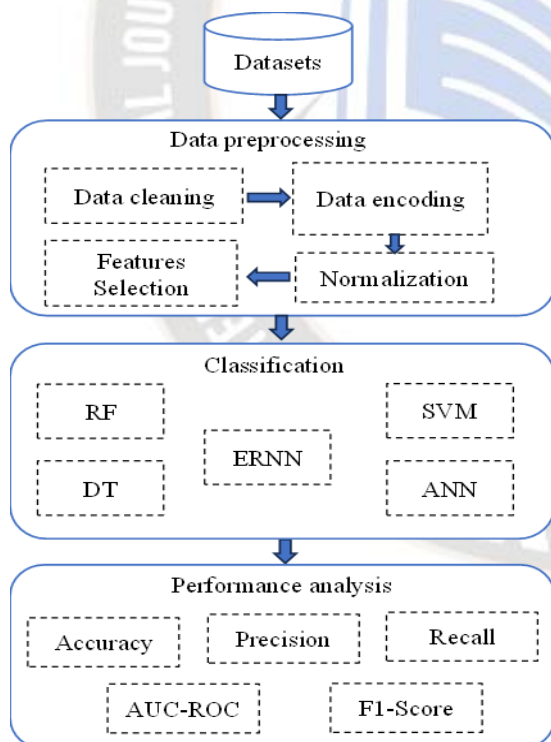 Datasets
Data preprocessing
Data cleaning
Data encoding
Features
Selection
Normalization
Classification
RF
SVM
ERNN
DT
ANN
Performance analysis
Accuracy
Precision
Recall
AUC-ROC
F1-Score